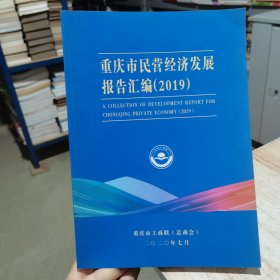 重庆市民营经济发展
报告汇编(2019)
A COLLECTION OF DEVELOPMENT REPORT FOR
CHONGQING PRIVATE ECONOMY (2019)
重庆市工商联（总商会）
二〇二〇年七月